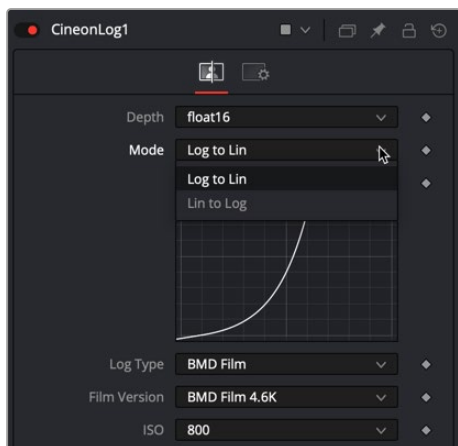 CineonLog1
Depth float16
Mode Log to Lin
Log to Lin
Lin to Log
Log Type BMD Film
Film Version BMD Film 4.6K
ISO 800